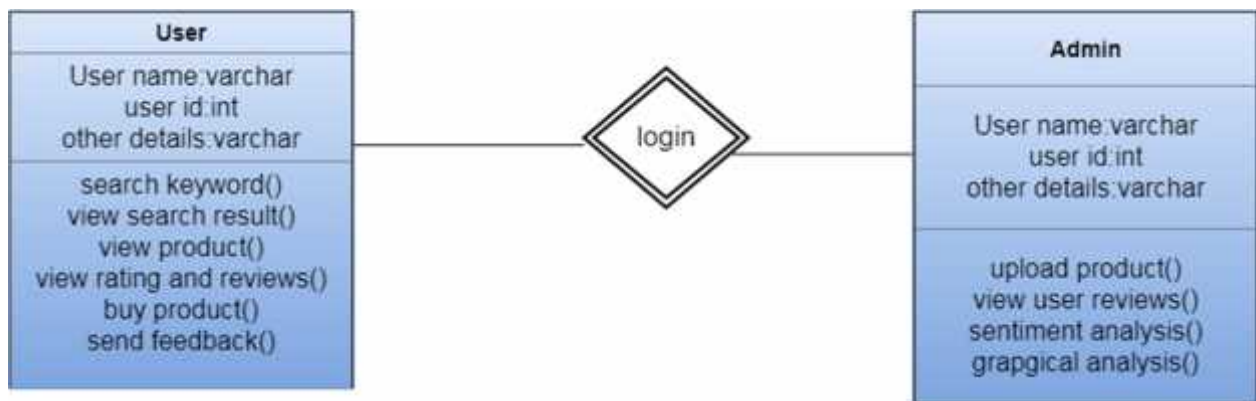 User
User name:varchar
user id:int
other details:varchar
search keyword()
view search result()
view product()
view rating and reviews()
buy product()
send feedback()
login
Admin
User name:varchar
user id:int
other details:varchar
upload product()
view user reviews()
sentiment analysis()
grapgical analysis()